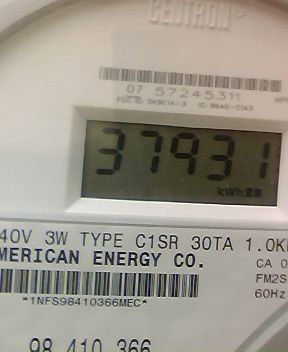 CENTRON
07 57245311
37931
kWh
40V 3W TYPE C1SR 30TA 1.0K
MERICAN ENERGY CO.
CA 0
FM2S
60Hz
*1NFS98410366MEC*
98 410 366